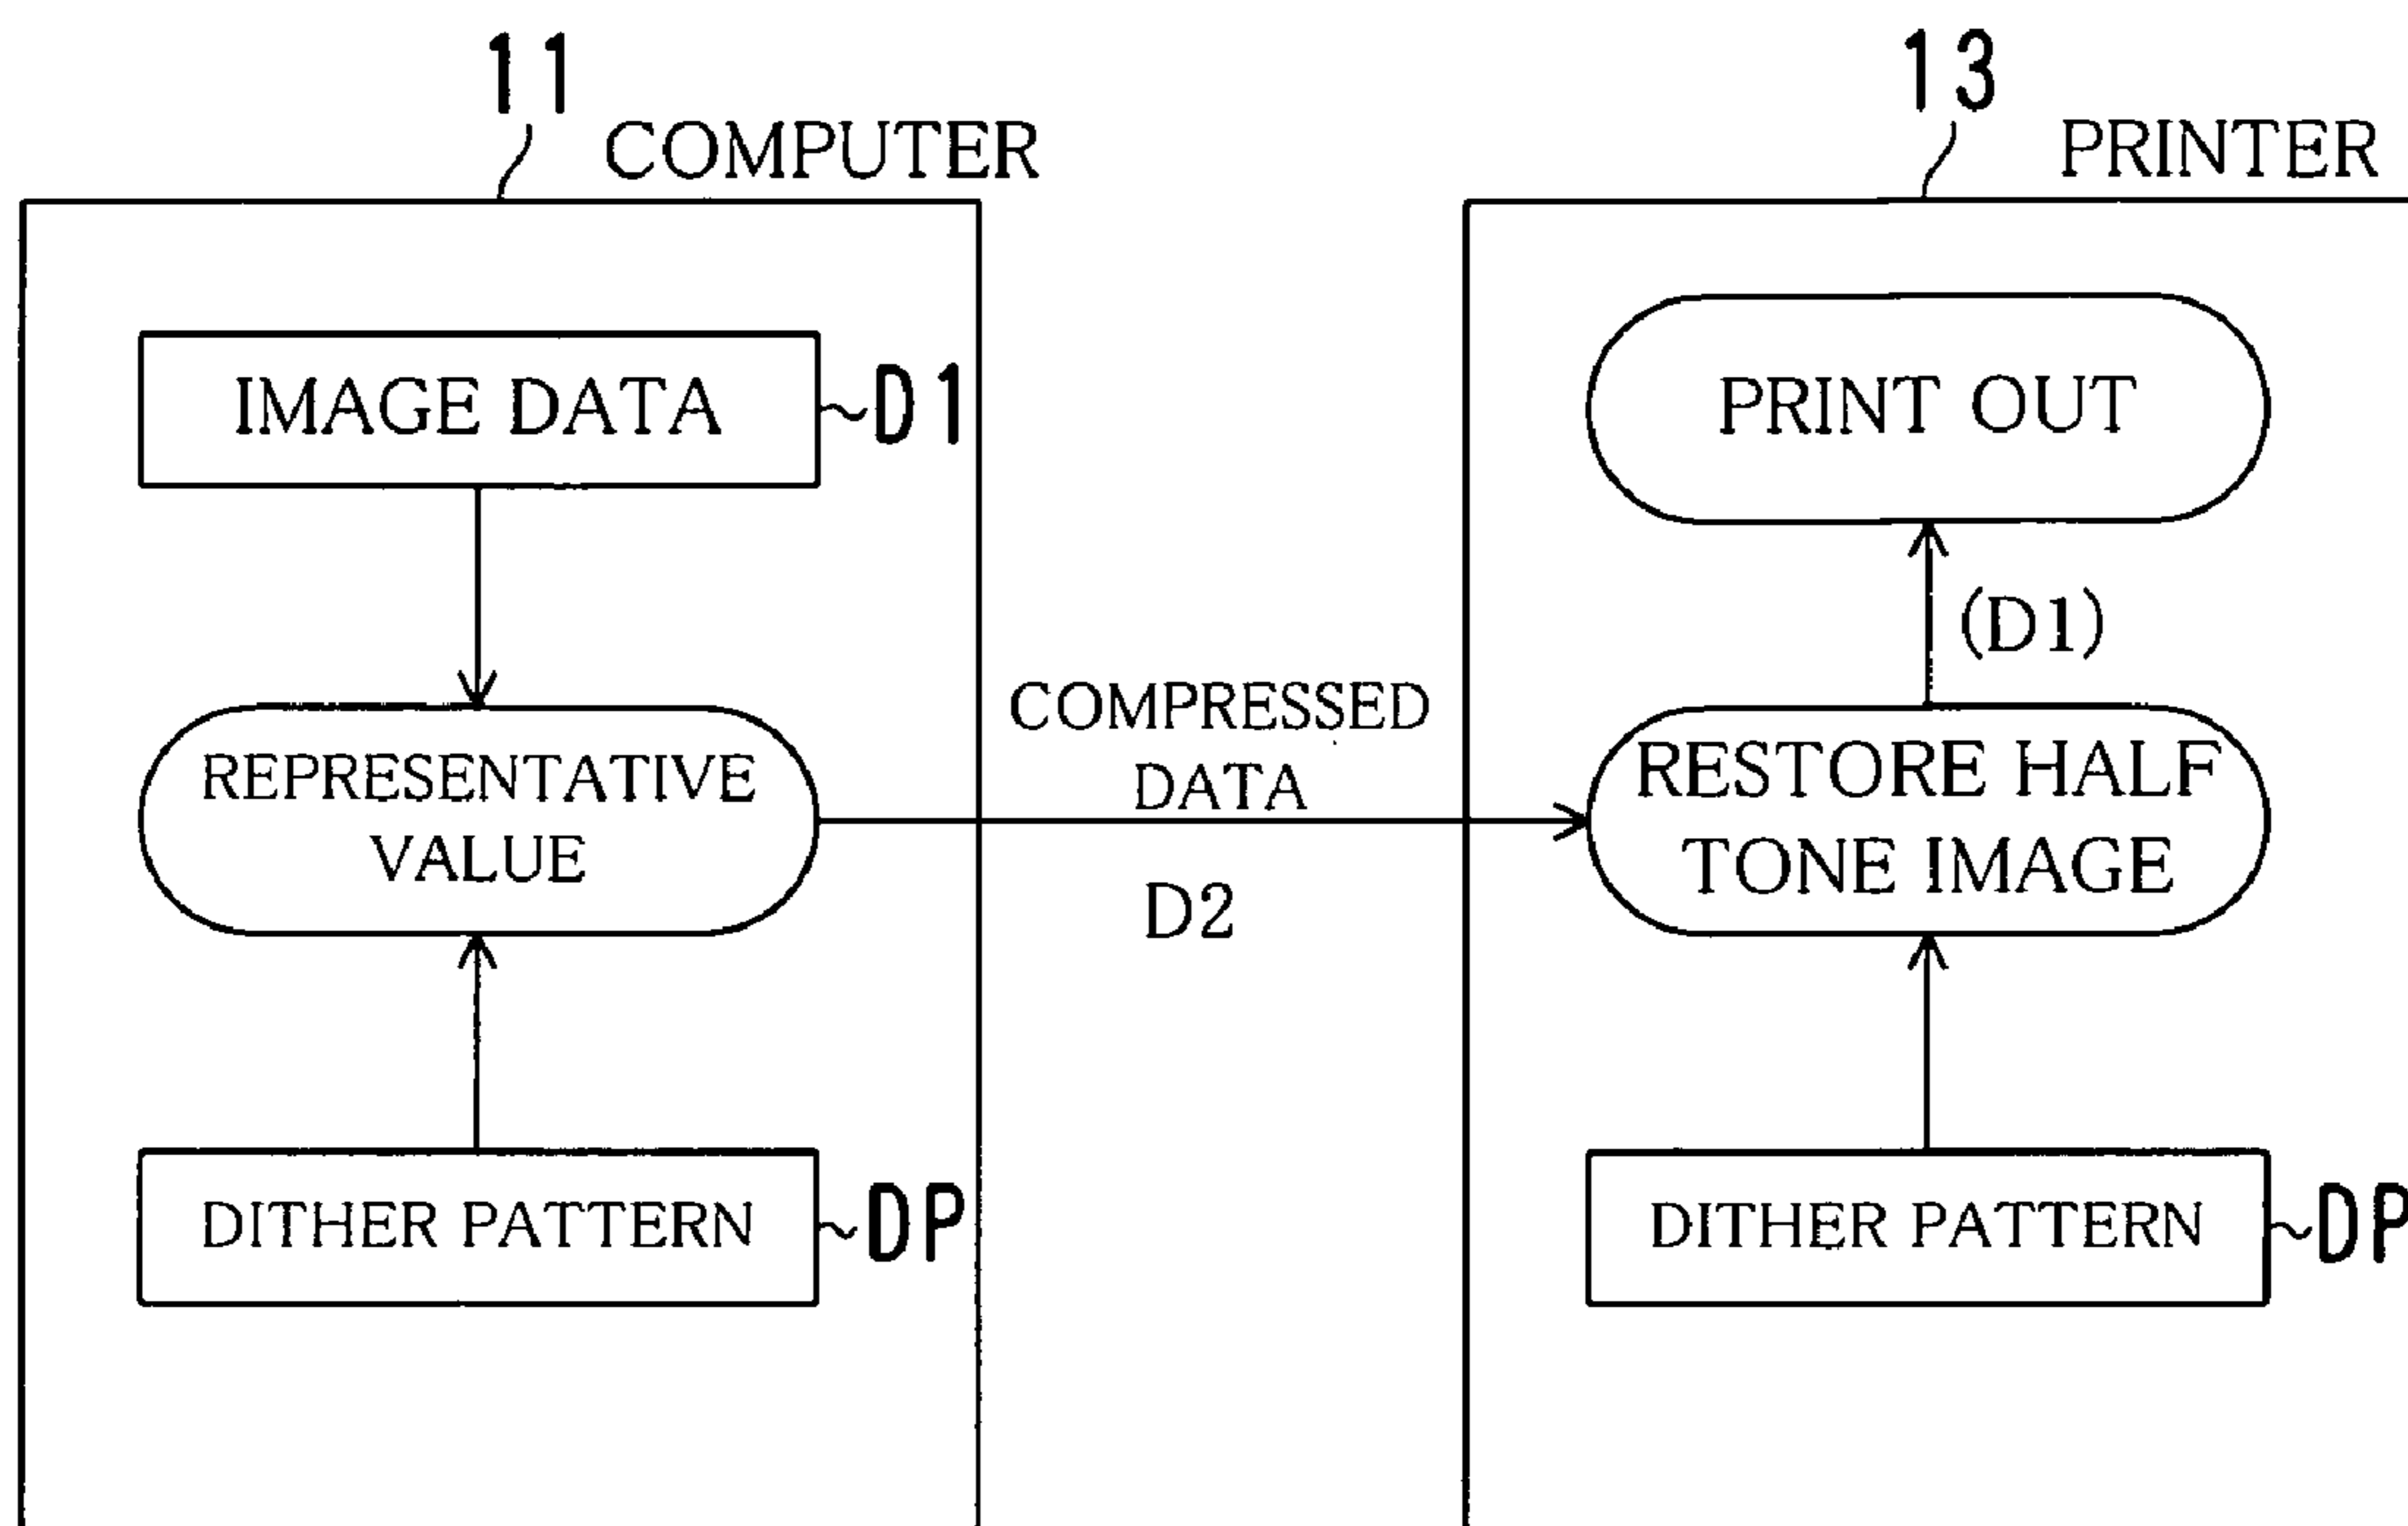 11
COMPUTER
IMAGE DATA
D1
REPRESENTATIVE
VALUE
DITHER PATTERN
DP
COMPRESSED
DATA
D2
13
PRINTER
PRINT OUT
(D1)
RESTORE HALF
TONE IMAGE
DITHER PATTERN
DP